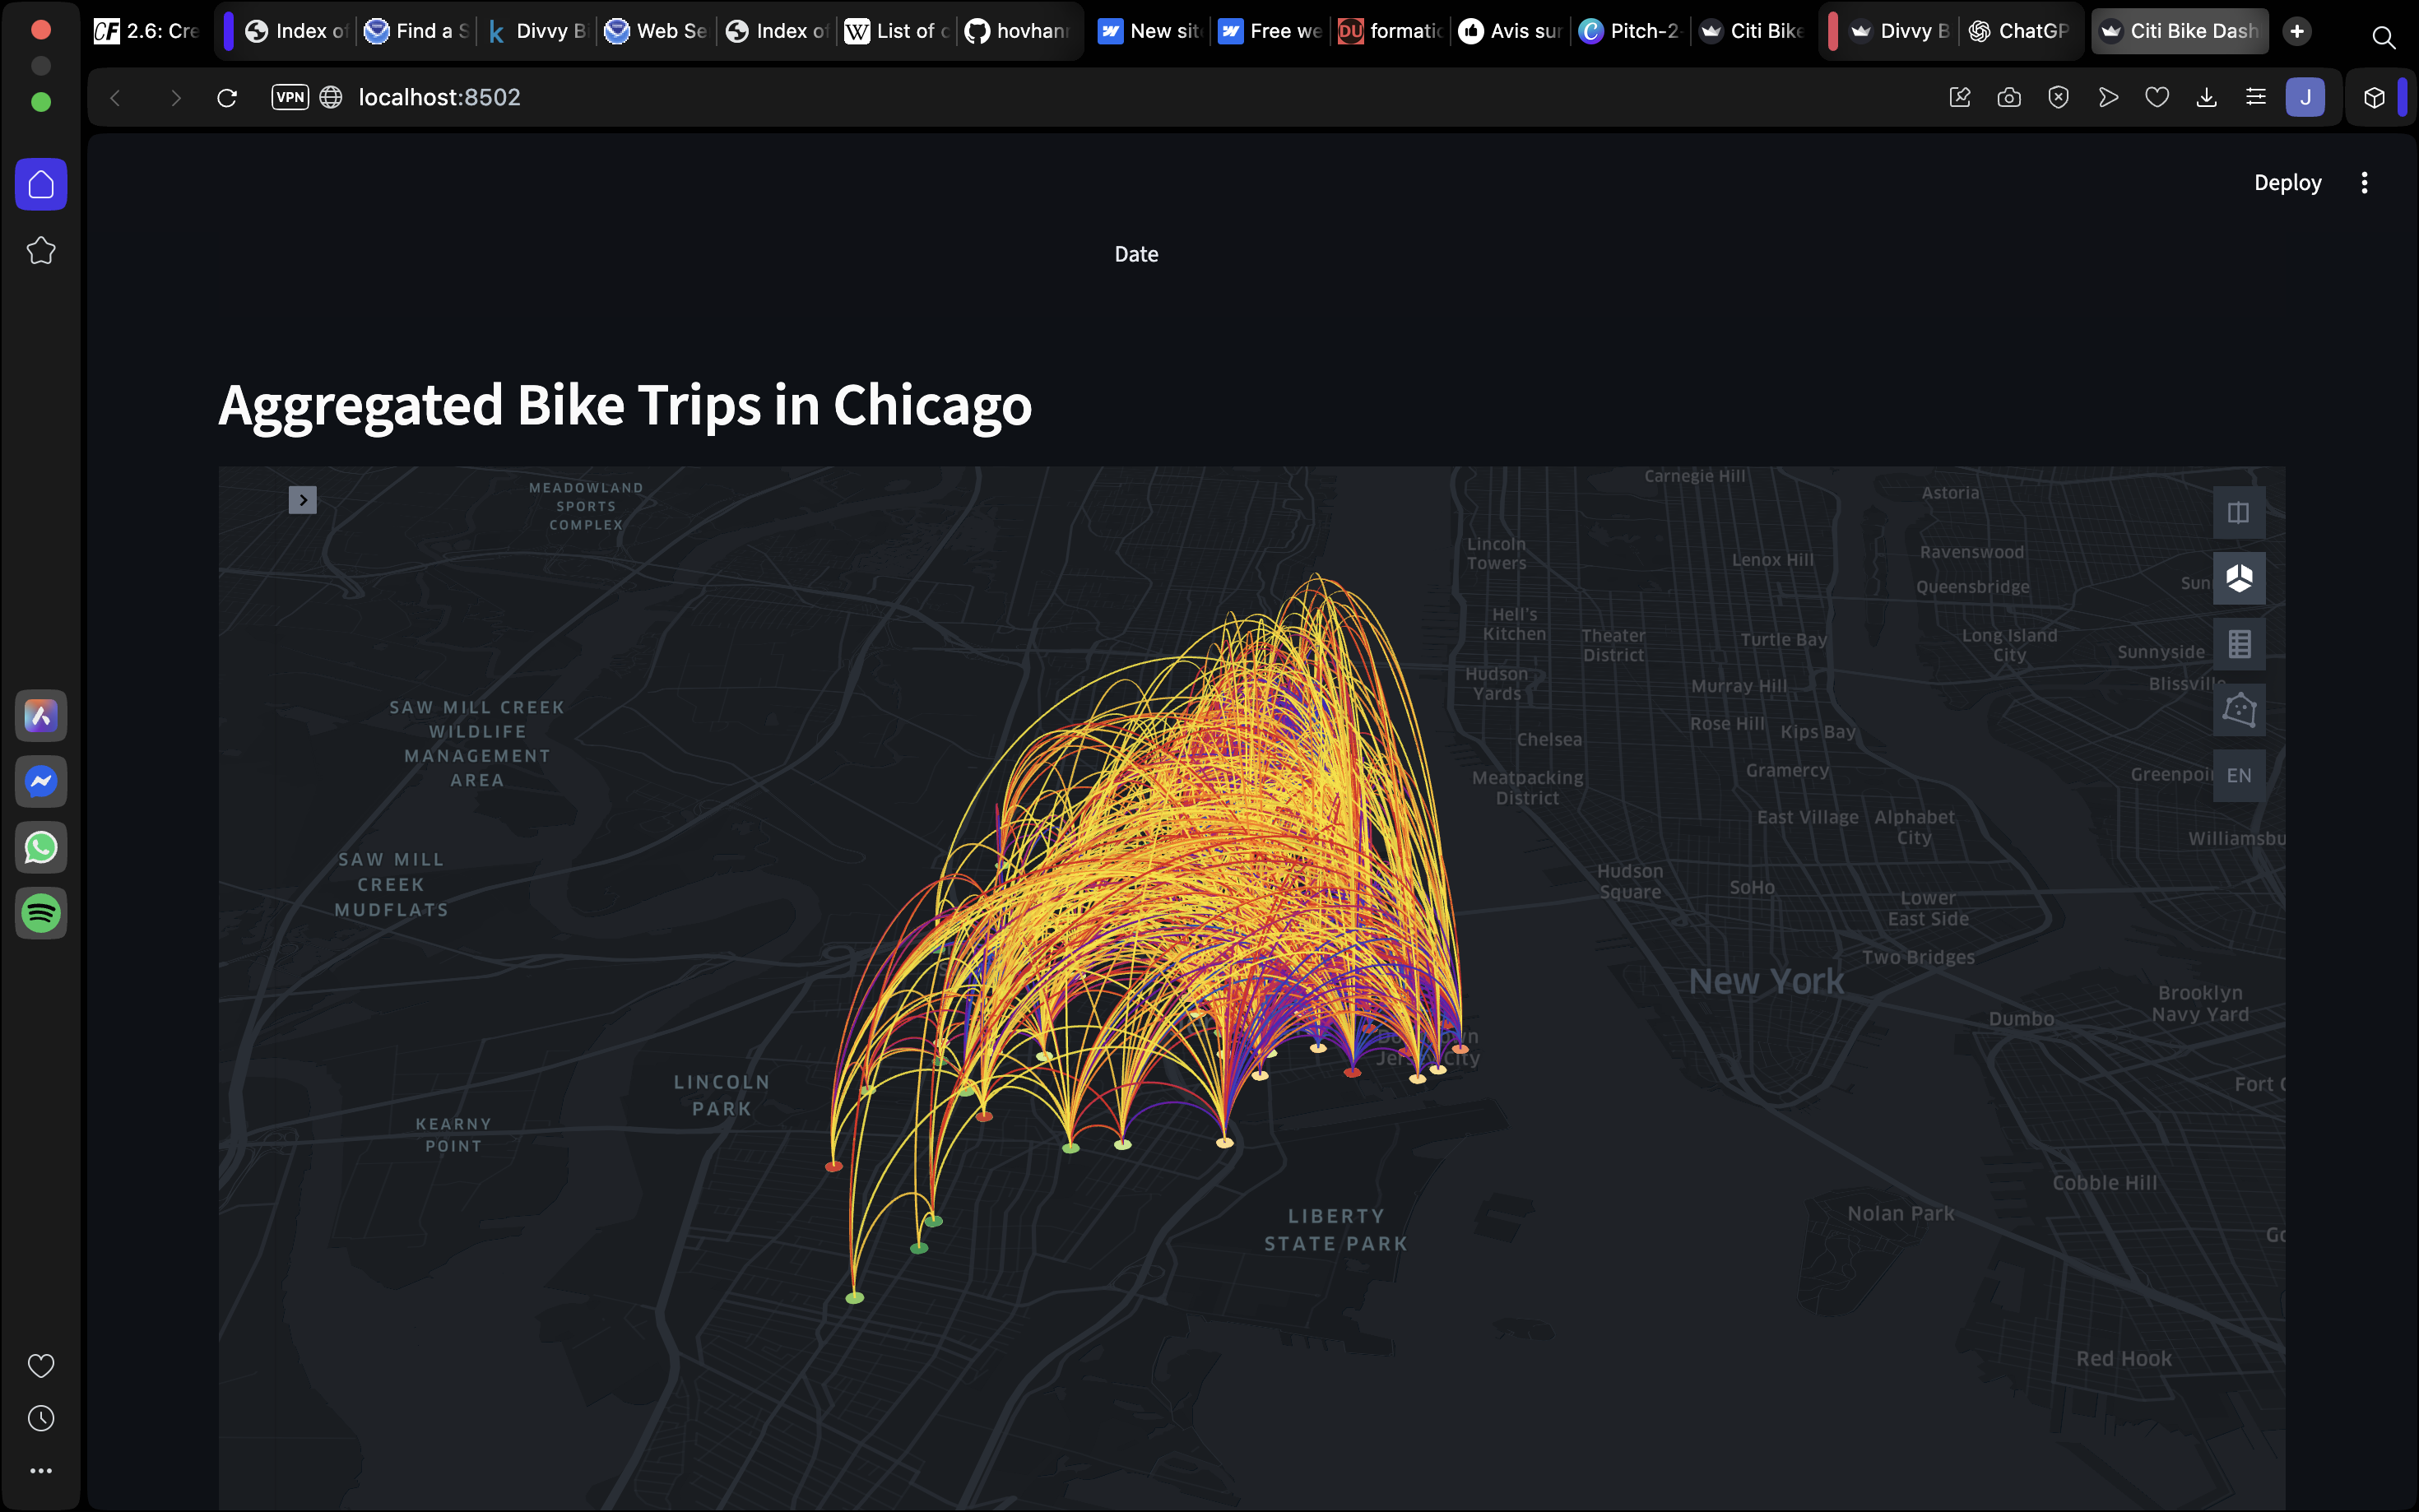 CF 2.6: Cre
Index of
Find a S
k Divvy B
Web Se
Index of
W List of c
hovhann
New sit
Free we
DU formatic
Avis sur
C Pitch-2-
Citi Bike
Divvy B
ChatGP
Citi Bike Dash
VPN localhost:8502
J
Deploy
Date
Aggregated Bike Trips in Chicago
MEADOWLAND
SPORTS
COMPLEX
Carnegie Hill
Astoria
Lincoln
Towers
Lenox Hill
Ravenswood
Queensbridge
Sun
Hell's
Kitchen
Theater
District
Turtle Bay
Long Island
City
Sunnyside
Hudson
Yards
Murray Hill
Blissville
SAW MILL CREEK
WILDLIFE
MANAGEMENT
AREA
Rose Hill
Kips Bay
Chelsea
Meatpacking
District
Gramercy
Greenpoi
EN
East Village
Alphabet
City
Williamsbu
SAW MILL
CREEK
MUDFLATS
Hudson
Square
SoHo
Lower
East Side
Two Bridges
New York
Brooklyn
Navy Yard
Dumbo
City
LINCOLN
PARK
Fort
KEARNY
POINT
Cobble Hill
LIBERTY
STATE PARK
Nolan Park
Go
Red Hook